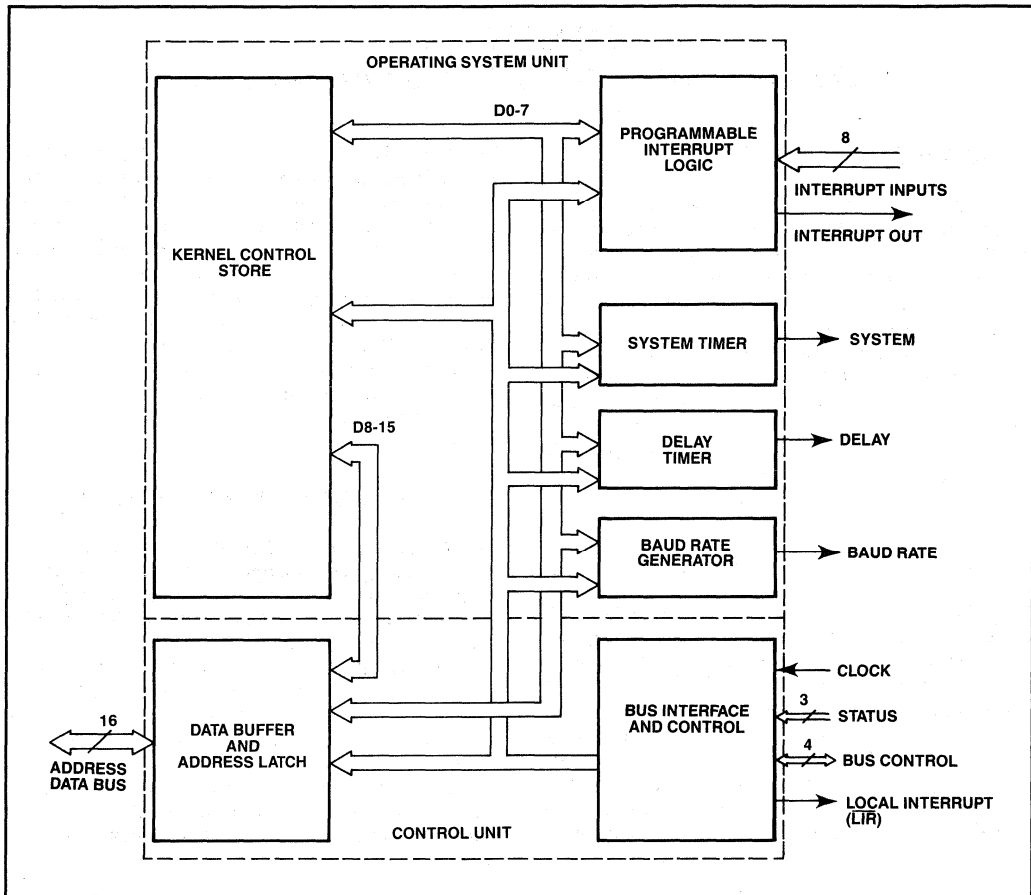 OPERATING SYSTEM UNIT
D0-7
PROGRAMMABLE
INTERRUPT
LOGIC
8
INTERRUPT INPUTS
INTERRUPT OUT
KERNEL CONTROL
STORE
SYSTEM TIMER
SYSTEM
D8-15
DELAY
TIMER
DELAY
BAUD RATE
GENERATOR
BAUD RATE
16
ADDRESS
DATA BUS
DATA BUFFER
AND
ADDRESS LATCH
BUS INTERFACE
AND CONTROL
CLOCK
3
STATUS
4
BUS CONTROL
LOCAL INTERRUPT
(L̅I̅R̅)
CONTROL UNIT